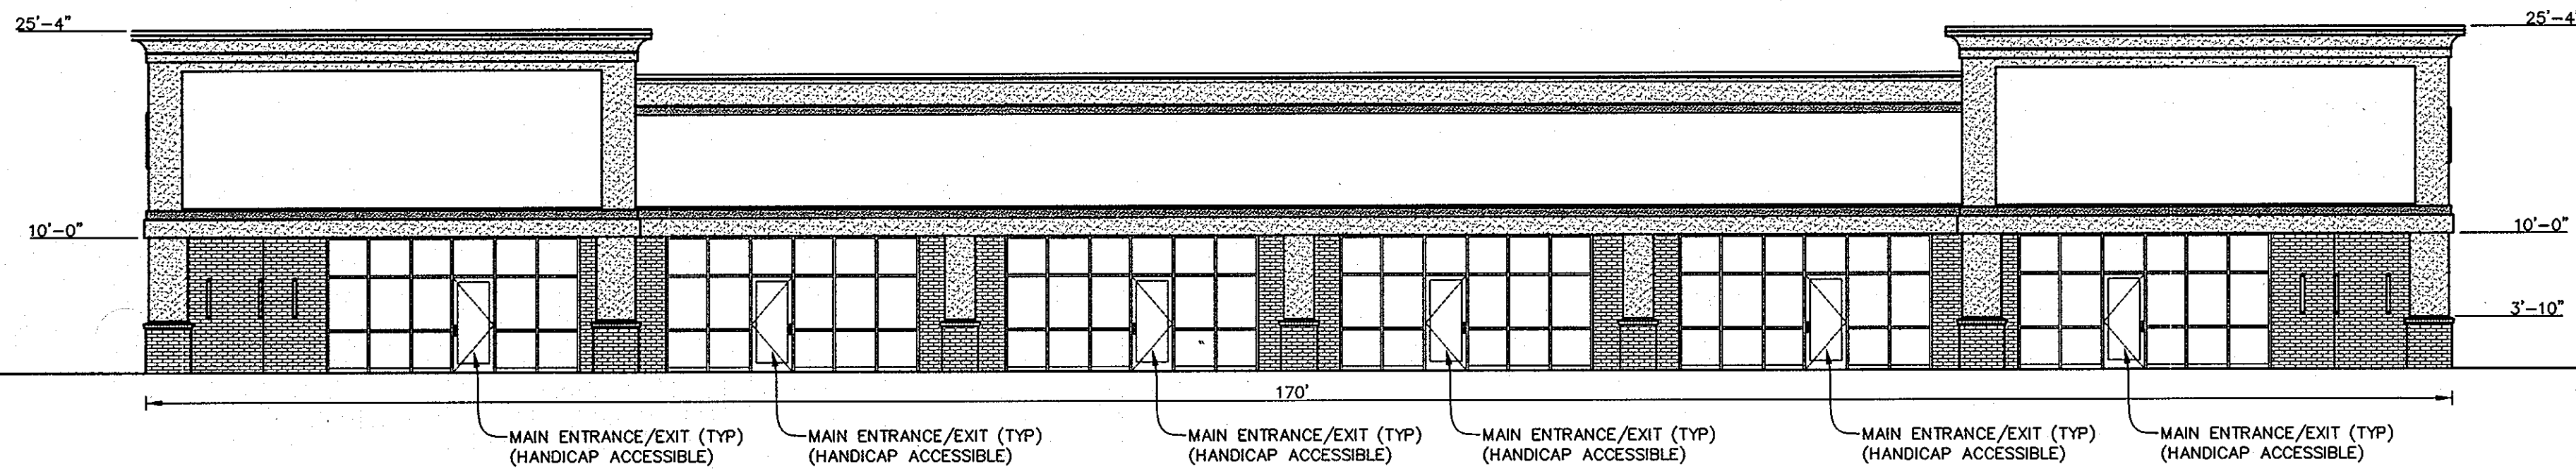 25'-4"
25'-4
10'-0"
10'-0"
3'-10"
170'
MAIN ENTRANCE/EXIT (TYP)
(HANDICAP ACCESSIBLE)
MAIN ENTRANCE/EXIT (TYP)
(HANDICAP ACCESSIBLE)
MAIN ENTRANCE/EXIT (TYP)
(HANDICAP ACCESSIBLE)
MAIN ENTRANCE/EXIT (TYP)
(HANDICAP ACCESSIBLE)
MAIN ENTRANCE/EXIT (TYP)
(HANDICAP ACCESSIBLE)
MAIN ENTRANCE/EXIT (TYP)
(HANDICAP ACCESSIBLE)